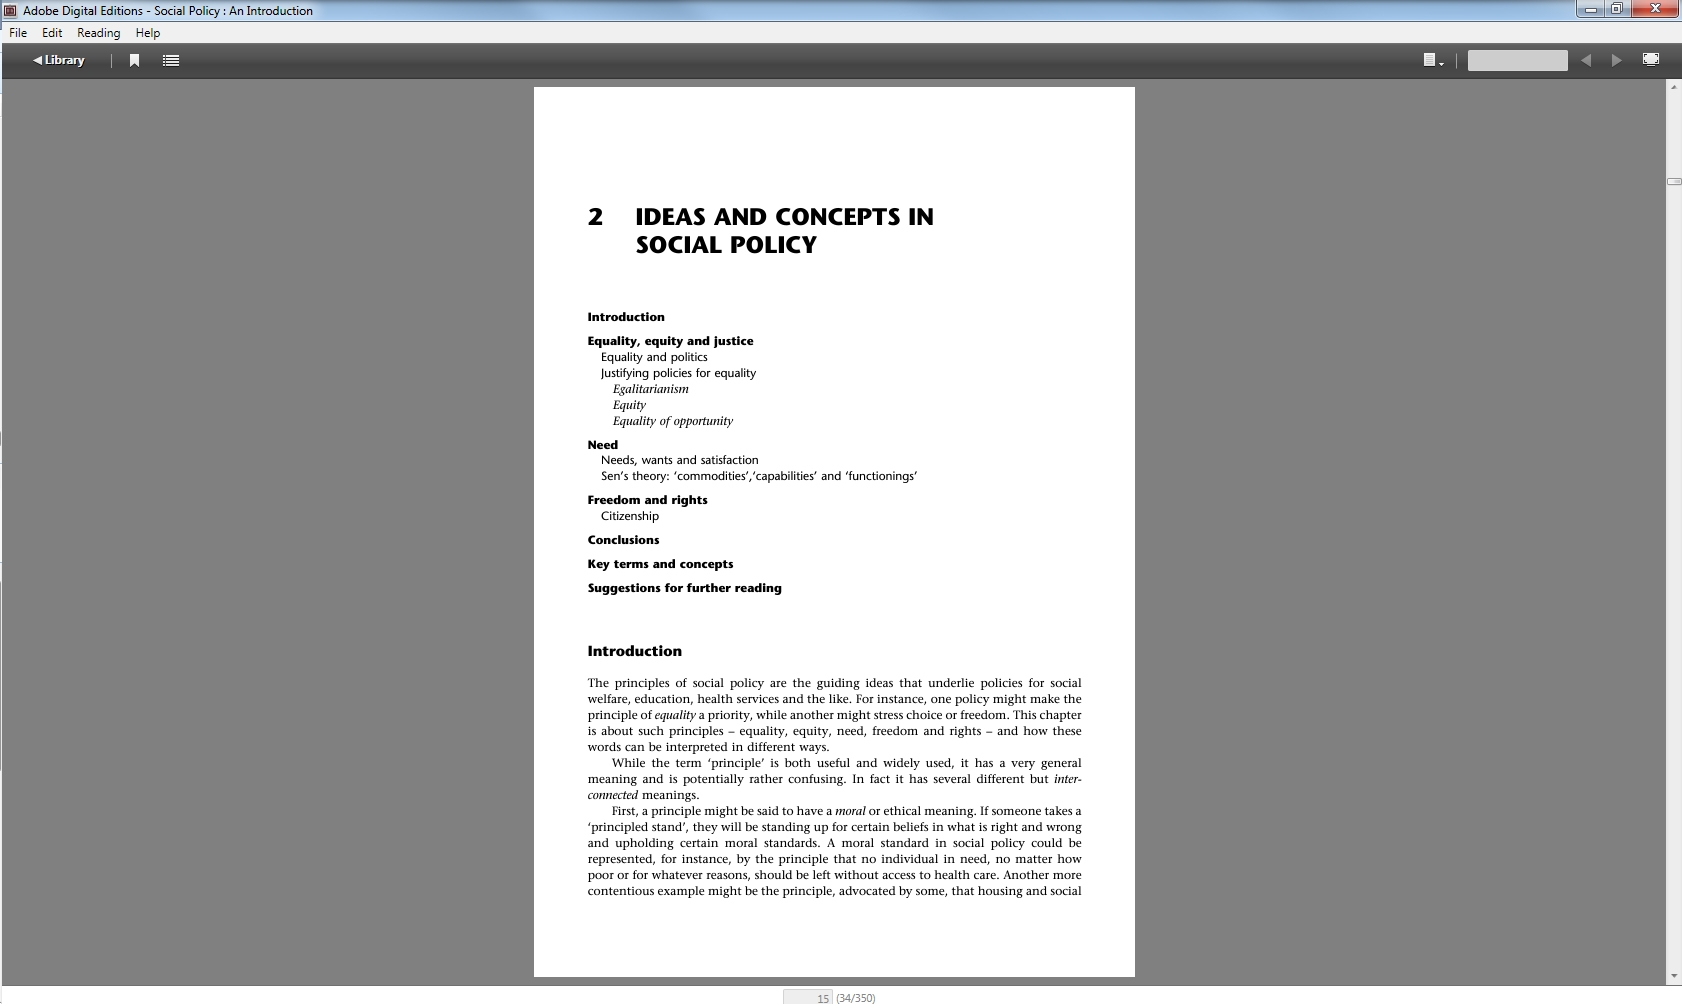 Adobe Digital Editions - Social Policy : An Introduction
File Edit Reading Help
Library
2 IDEAS AND CONCEPTS IN
SOCIAL POLICY
Introduction
Equality, equity and justice
Equality and politics
Justifying policies for equality
Egalitarianism
Equity
Equality of opportunity
Need
Needs, wants and satisfaction
Sen's theory: ‘commodities’,‘capabilities’ and ‘functionings’
Freedom and rights
Citizenship
Conclusions
Key terms and concepts
Suggestions for further reading
Introduction
The principles of social policy are the guiding ideas that underlie policies for social
welfare, education, health services and the like. For instance, one policy might make the
principle of equality a priority, while another might stress choice or freedom. This chapter
is about such principles – equality, equity, need, freedom and rights – and how these
words can be interpreted in different ways.
While the term ‘principle’ is both useful and widely used, it has a very general
meaning and is potentially rather confusing. In fact it has several different but inter-
connected meanings.
First, a principle might be said to have a moral or ethical meaning. If someone takes a
‘principled stand’, they will be standing up for certain beliefs in what is right and wrong
and upholding certain moral standards. A moral standard in social policy could be
represented, for instance, by the principle that no individual in need, no matter how
poor or for whatever reasons, should be left without access to health care. Another more
contentious example might be the principle, advocated by some, that housing and social
15 (34/350)